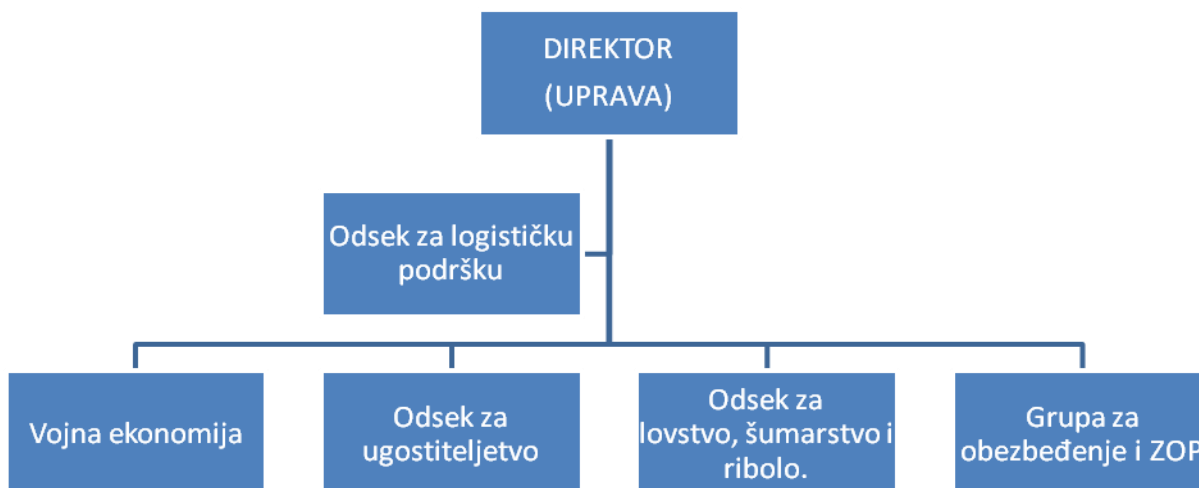 DIREKTOR
(UPRAVA)
Odsek za logističku
podršku
Vojna ekonomija
Odsek za
ugostiteljetvo
Odsek za
lovstvo, šumarstvo i
ribolo.
Grupa za
obezbeđenje i ZOP